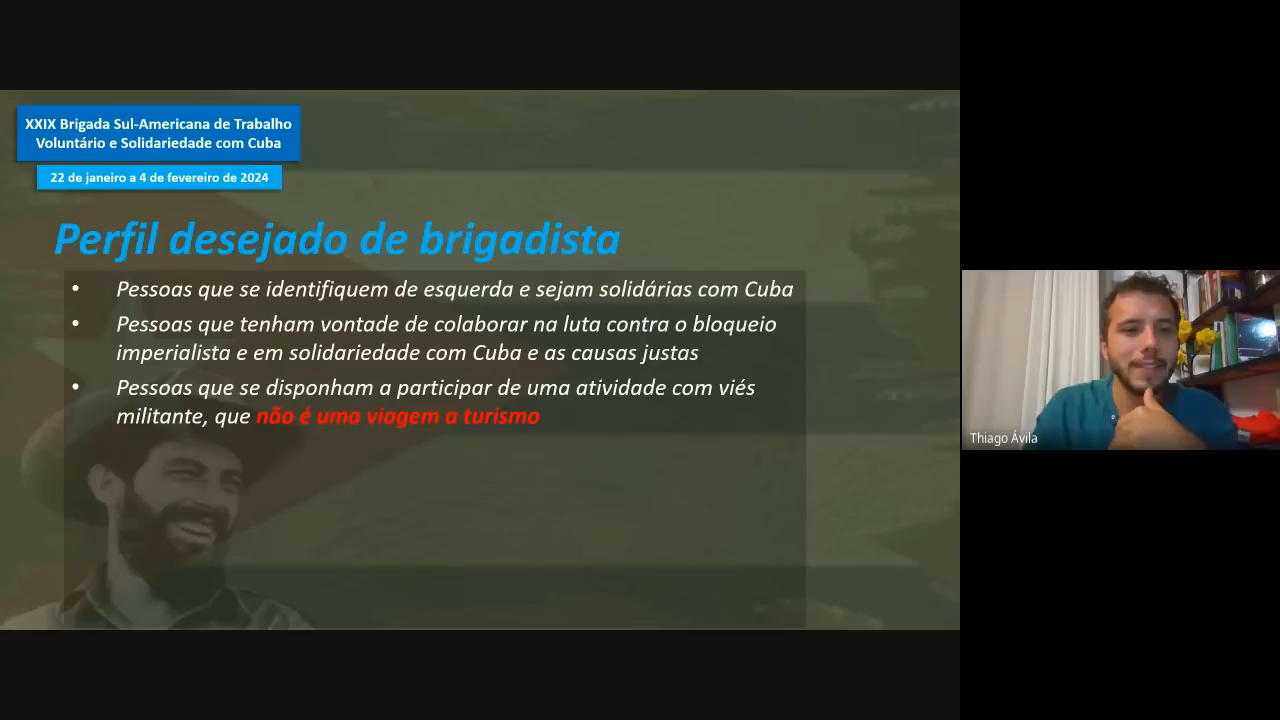 XXIX Brigada Sul-Americana de Trabalho
Voluntário e Solidariedade com Cuba
22 de janeiro a 4 de fevereiro de 2024
Perfil desejado de brigadista
• Pessoas que se identifiquem de esquerda e sejam solidárias com Cuba
• Pessoas que tenham vontade de colaborar na luta contra o bloqueio
imperialista e em solidariedade com Cuba e as causas justas
• Pessoas que se disponham a participar de uma atividade com viés
militante, que não é uma viagem a turismo
Thiago Ávila